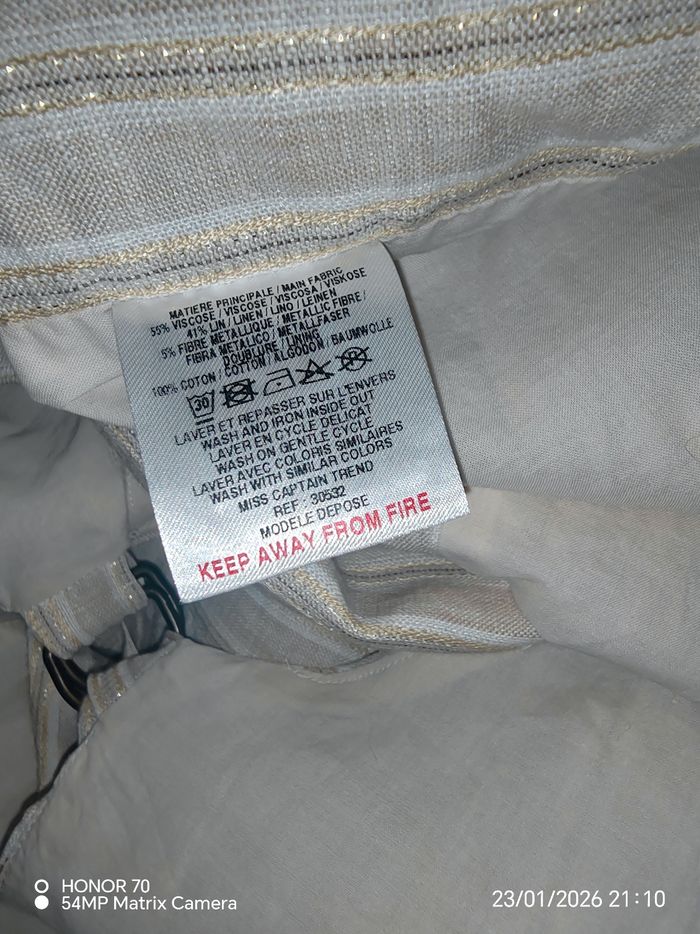 MATIERE PRINCIPALE / MAIN FABRIC
55% VISCOSE / VISCOSE / VISCOSA / VISKOSE
41% LIN / LINEN / LINO / LEINEN
5% FIBRE METALLIQUE / METALLIC FIBRE /
FIBRA METALICO / METALLFASER
DOUBLURE / LINING
100% COTON / COTTON / ALGODON / BAUMWOLLE
30
LAVER ET REPASSER SUR L'ENVERS
WASH AND IRON INSIDE OUT
LAVER EN CYCLE DELICAT
WASH ON GENTLE CYCLE
LAVER AVEC COLORIS SIMILAIRES
WASH WITH SIMILAR COLORS
MISS CAPTAIN TREND
REF : 30532
MODELE DEPOSE
KEEP AWAY FROM FIRE
HONOR 70
54MP Matrix Camera
23/01/2026 21:10